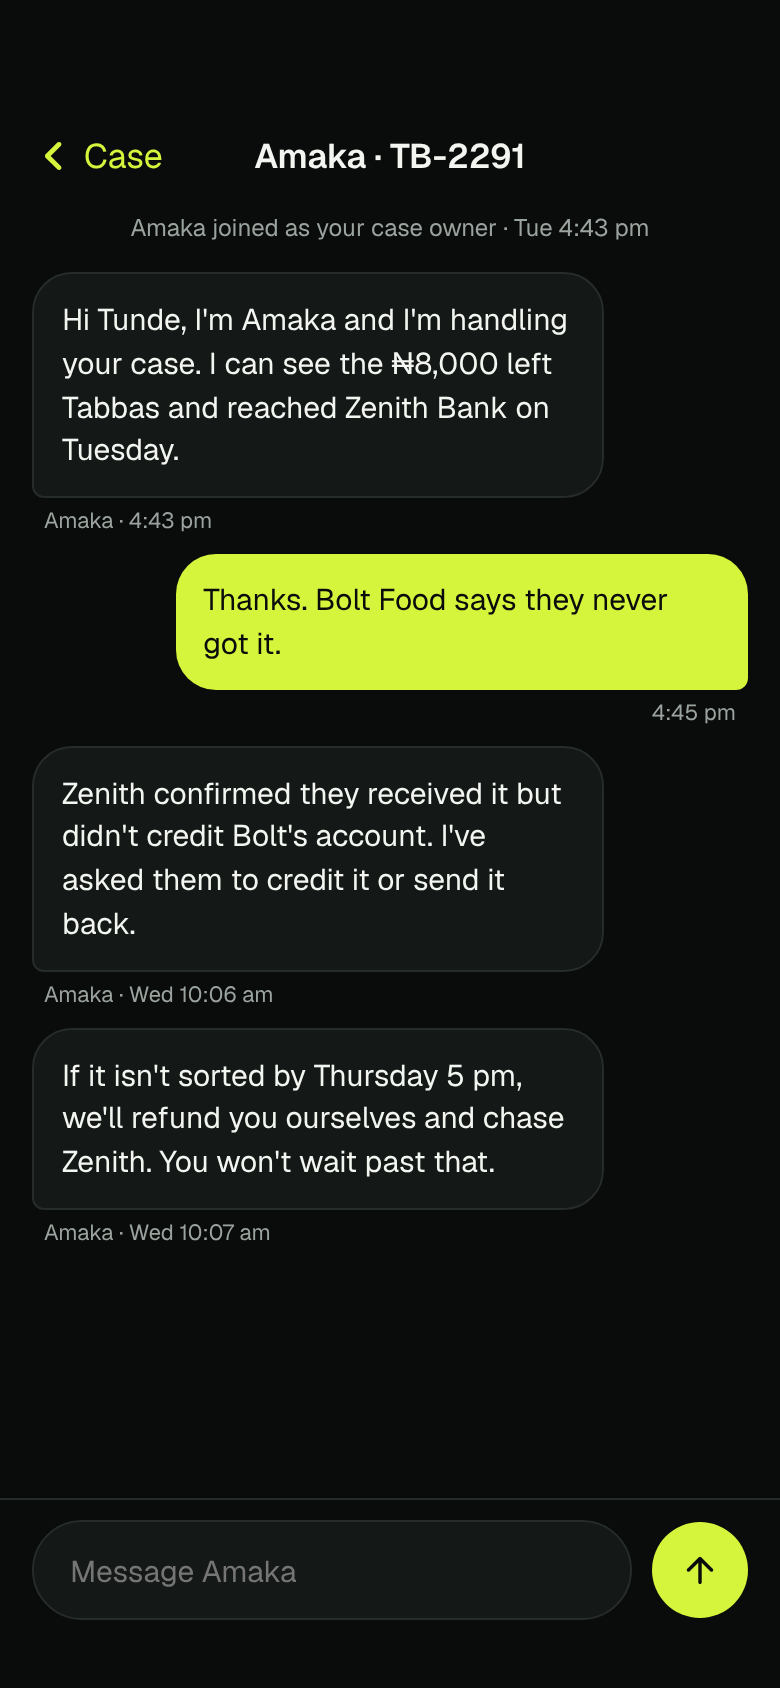 Case
Amaka · TB-2291
Amaka joined as your case owner · Tue 4:43 pm
Hi Tunde, I'm Amaka and I'm handling
your case. I can see the ₦8,000 left
Tabbas and reached Zenith Bank on
Tuesday.
Amaka · 4:43 pm
Thanks. Bolt Food says they never
got it.
4:45 pm
Zenith confirmed they received it but
didn't credit Bolt's account. I've
asked them to credit it or send it
back.
Amaka · Wed 10:06 am
If it isn't sorted by Thursday 5 pm,
we'll refund you ourselves and chase
Zenith. You won't wait past that.
Amaka · Wed 10:07 am
Message Amaka